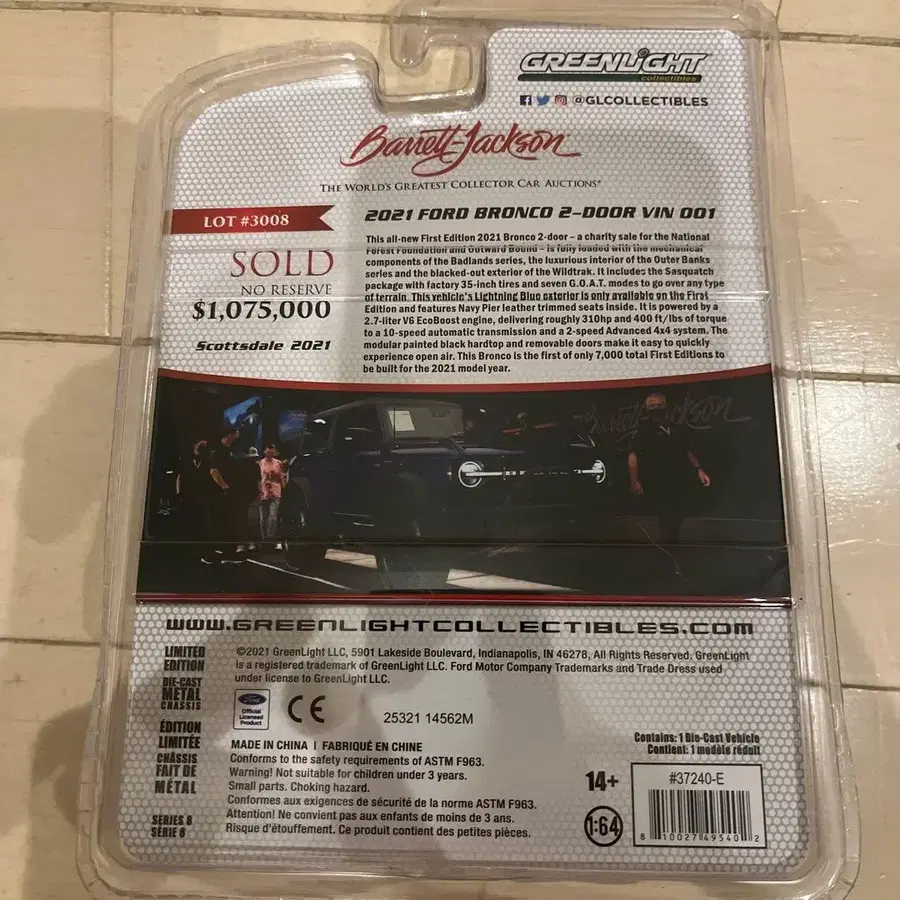 GREENLIGHT
collectibles
@GLCOLLECTIBLES
Barrett-Jackson
THE WORLD'S GREATEST COLLECTOR CAR AUCTIONS®
LOT #3008
SOLD
NO RESERVE
$1,075,000
Scottsdale 2021
2021 FORD BRONCO 2-DOOR VIN 001
This all-new First Edition 2021 Bronco 2-door – a charity sale for the National
Forest Foundation and Outward Bound – is fully loaded with the mechanical
components of the Badlands series, the luxurious interior of the Outer Banks
series and the blacked-out exterior of the Wildtrak. It includes the Sasquatch
package with factory 35-inch tires and seven G.O.A.T. modes to go over any type
of terrain. This vehicle's Lightning Blue exterior is only available on the First
Edition and features Navy Pier leather trimmed seats inside. It is powered by a
2.7-liter V6 EcoBoost engine, delivering roughly 310hp and 400 ft/lbs of torque
to a 10-speed automatic transmission and a 2-speed Advanced 4x4 system. The
modular painted black hardtop and removable doors make it easy to quickly
experience open air. This Bronco is the first of only 7,000 total First Editions to
be built for the 2021 model year.
Barrett-Jackson
BRONCO
WWW.GREENLIGHTCOLLECTIBLES.COM
LIMITED
EDITION
DIE-CAST
METAL
CHASSIS
ÉDITION
LIMITÉE
CHÂSSIS
FAIT DE
MÉTAL
SERIES 8
SÉRIE 8
©2021 GreenLight LLC, 5901 Lakeside Boulevard, Indianapolis, IN 46278, All Rights Reserved. GreenLight
is a registered trademark of GreenLight LLC. Ford Motor Company Trademarks and Trade Dress used
under license to GreenLight LLC.
Ford
Official
Licensed
Product
CE
25321 14562M
MADE IN CHINA | FABRIQUÉ EN CHINE
Conforms to the safety requirements of ASTM F963.
Warning! Not suitable for children under 3 years.
Small parts. Choking hazard.
Conformes aux exigences de sécurité de la norme ASTM F963.
Attention! Ne convient pas aux enfants de moins de 3 ans.
Risque d'étouffement. Ce produit contient des petites pièces.
Contains: 1 Die-Cast Vehicle
Contient: 1 modèle réduit
14+
1:64
#37240-E
8 10027 49540 2